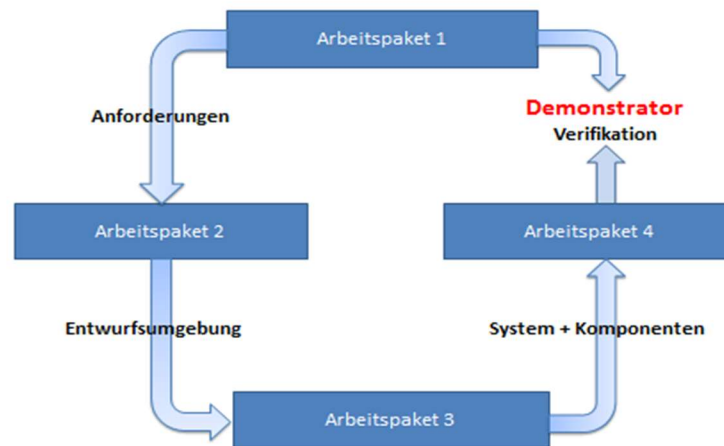 Arbeitspaket 1
Anforderungen
Demonstrator
Verifikation
Arbeitspaket 2
Arbeitspaket 4
Entwurfsumgebung
System + Komponenten
Arbeitspaket 3